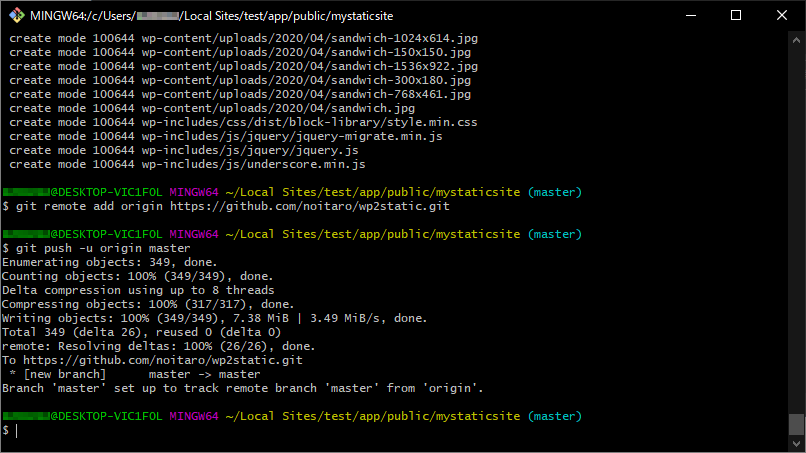 MINGW64:/c/Users/ /Local Sites/test/app/public/mystaticsite
create mode 100644 wp-content/uploads/2020/04/sandwich-1024x614.jpg
create mode 100644 wp-content/uploads/2020/04/sandwich-150x150.jpg
create mode 100644 wp-content/uploads/2020/04/sandwich-1536x922.jpg
create mode 100644 wp-content/uploads/2020/04/sandwich-300x180.jpg
create mode 100644 wp-content/uploads/2020/04/sandwich-768x461.jpg
create mode 100644 wp-content/uploads/2020/04/sandwich.jpg
create mode 100644 wp-includes/css/dist/block-library/style.min.css
create mode 100644 wp-includes/js/jquery/jquery-migrate.min.js
create mode 100644 wp-includes/js/jquery/jquery.js
create mode 100644 wp-includes/js/underscore.min.js
@DESKTOP-VIC1FOL MINGW64 ~/Local Sites/test/app/public/mystaticsite (master)
$ git remote add origin https://github.com/noitaro/wp2static.git
@DESKTOP-VIC1FOL MINGW64 ~/Local Sites/test/app/public/mystaticsite (master)
$ git push -u origin master
Enumerating objects: 349, done.
Counting objects: 100% (349/349), done.
Delta compression using up to 8 threads
Compressing objects: 100% (317/317), done.
Writing objects: 100% (349/349), 7.38 MiB | 3.49 MiB/s, done.
Total 349 (delta 26), reused 0 (delta 0)
remote: Resolving deltas: 100% (26/26), done.
To https://github.com/noitaro/wp2static.git
 * [new branch]      master -> master
Branch 'master' set up to track remote branch 'master' from 'origin'.
@DESKTOP-VIC1FOL MINGW64 ~/Local Sites/test/app/public/mystaticsite (master)
$